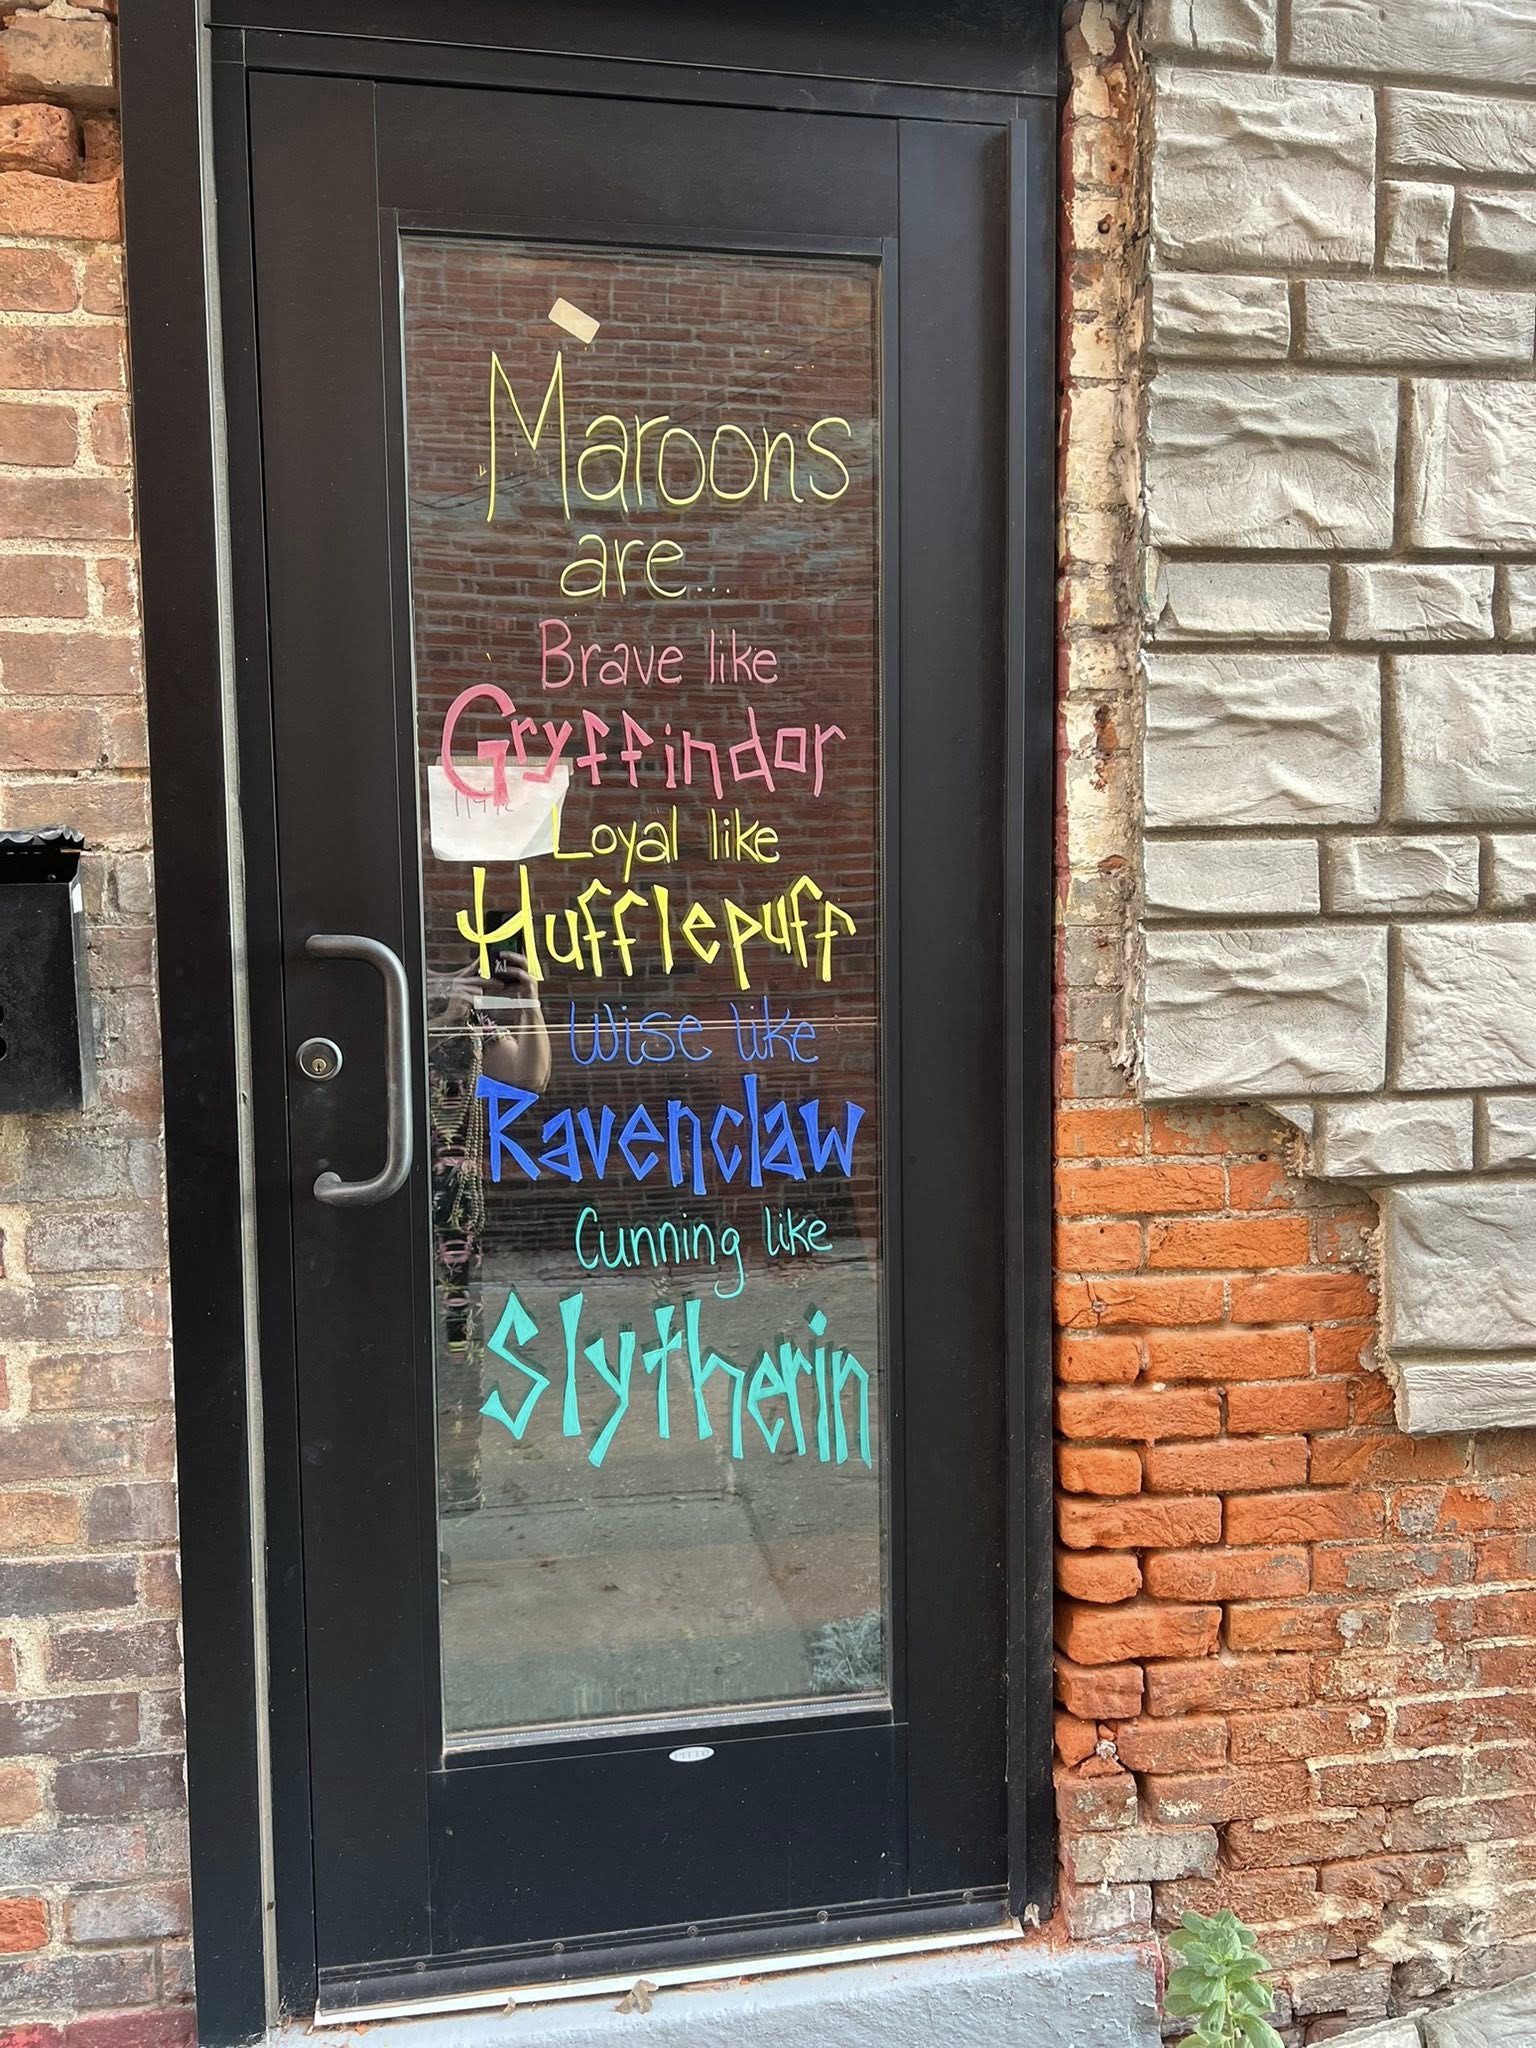 Maroons
are...
Brave like
Gryffindor
Loyal like
Hufflepuff
Wise like
Ravenclaw
Cunning like
Slytherin